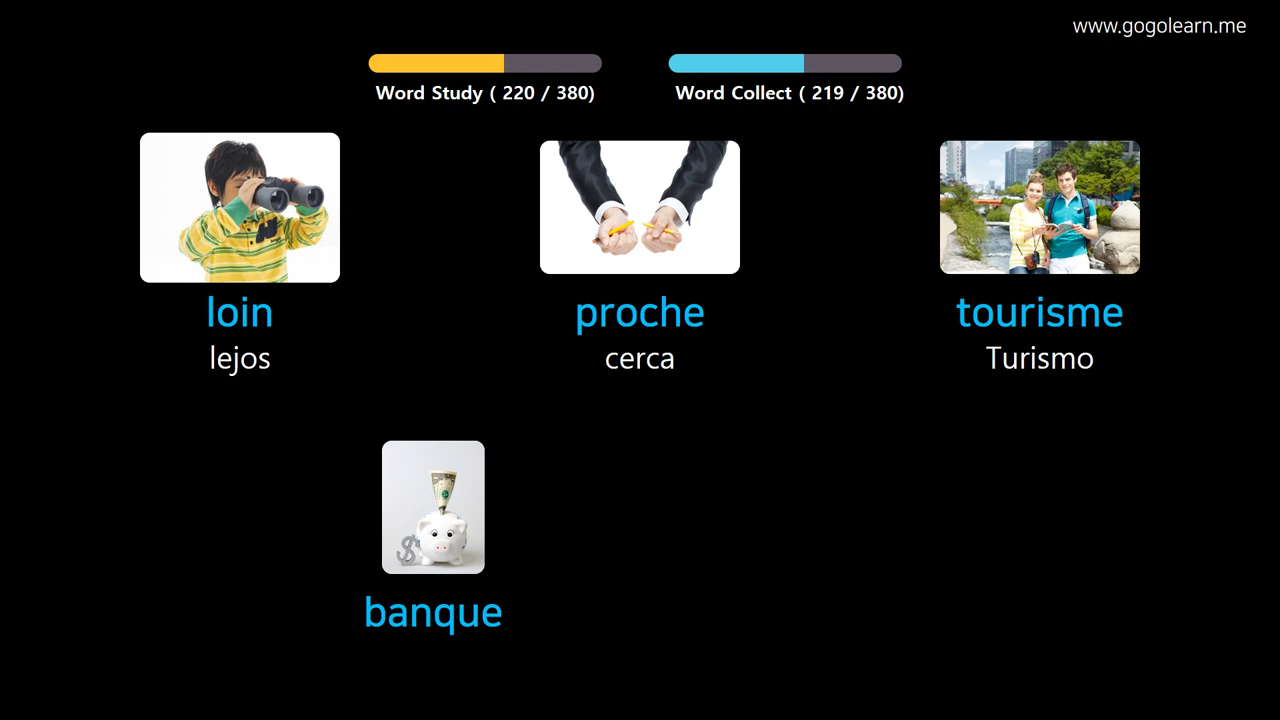 www.gogolearn.me
Word Study ( 220 / 380)
Word Collect ( 219 / 380)
loin
lejos
proche
cerca
tourisme
Turismo
banque